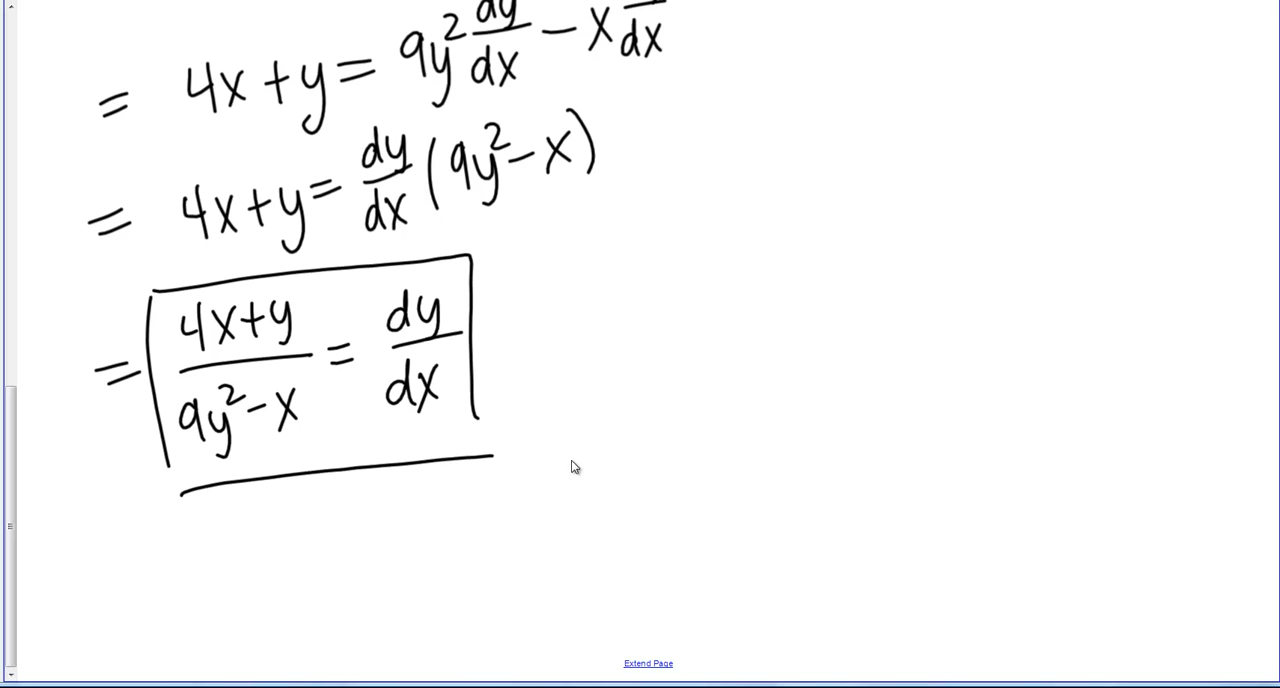 = 4x + y = 9y² dy/dx - x dy/dx
= 4x + y = dy/dx (9y² - x)
= (4x + y)/(9y² - x) = dy/dx
Extend Page